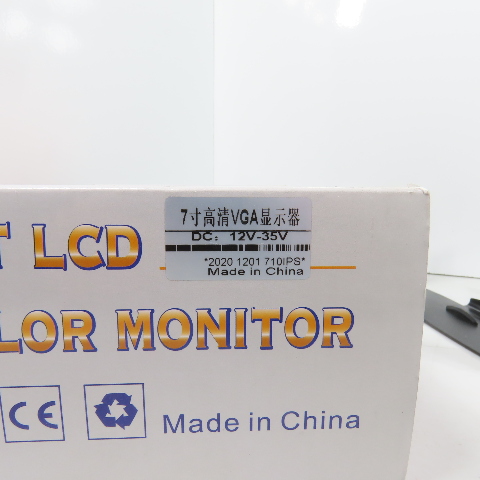 7寸高清VGA显示器
DC: 12V-35V
*2020 1201 710IPS*
Made in China
T LCD
LOR MONITOR
CE
Made in China